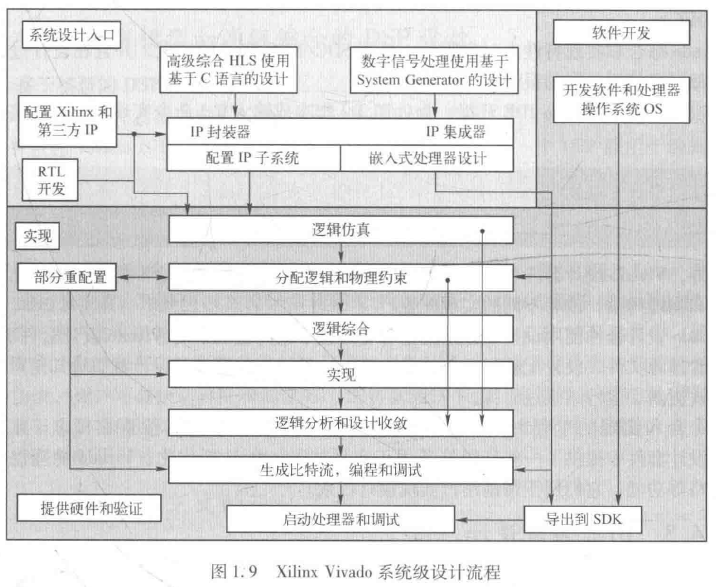 系统设计入口
软件开发
高级综合 HLS 使用
基于 C 语言的设计
数字信号处理使用基于
System Generator 的设计
开发软件和处理器
操作系统 OS
配置 Xilinx 和
第三方 IP
IP 封装器
IP 集成器
配置 IP 子系统
嵌入式处理器设计
RTL
开发
实现
逻辑仿真
部分重配置
分配逻辑和物理约束
逻辑综合
实现
逻辑分析和设计收敛
生成比特流，编程和调试
提供硬件和验证
启动处理器和调试
导出到 SDK
图 1.9 Xilinx Vivado 系统级设计流程